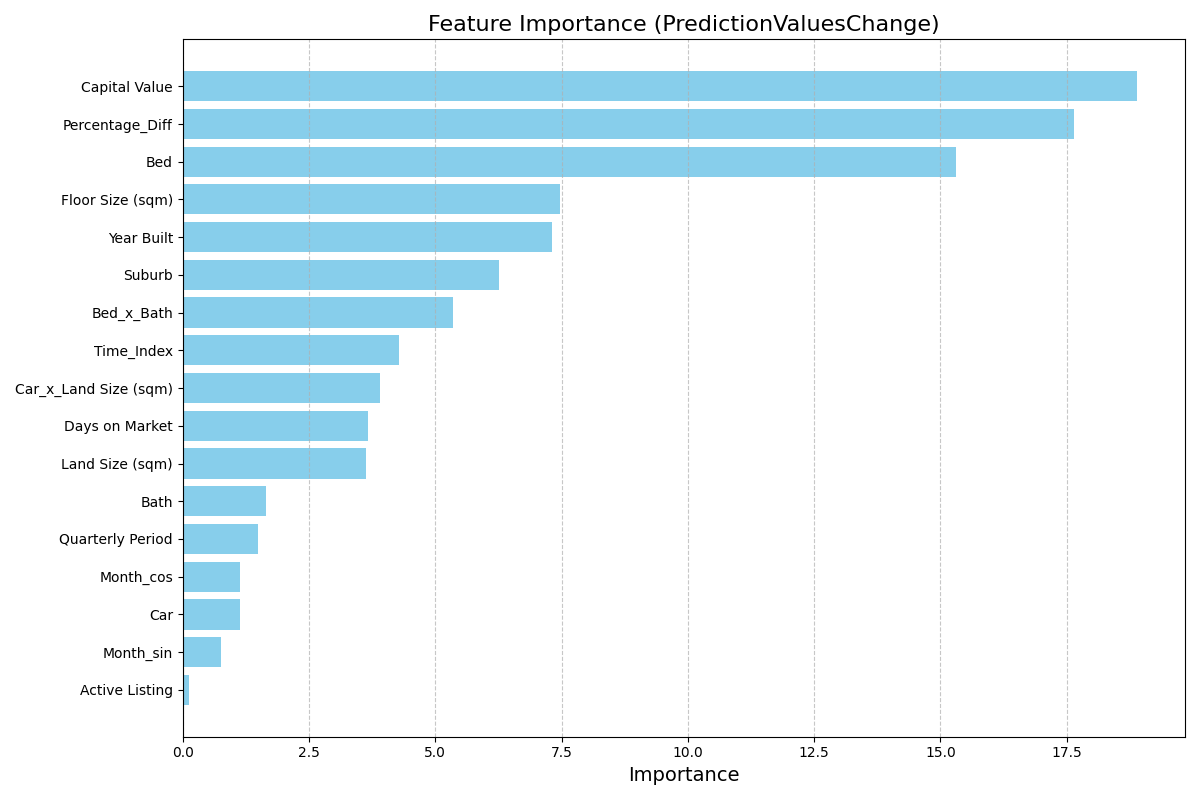 Feature Importance (PredictionValuesChange)
Capital Value
Percentage_Diff
Bed
Floor Size (sqm)
Year Built
Suburb
Bed_x_Bath
Time_Index
Car_x_Land Size (sqm)
Days on Market
Land Size (sqm)
Bath
Quarterly Period
Month_cos
Car
Month_sin
Active Listing
0.0 2.5 5.0 7.5 10.0 12.5 15.0 17.5
Importance